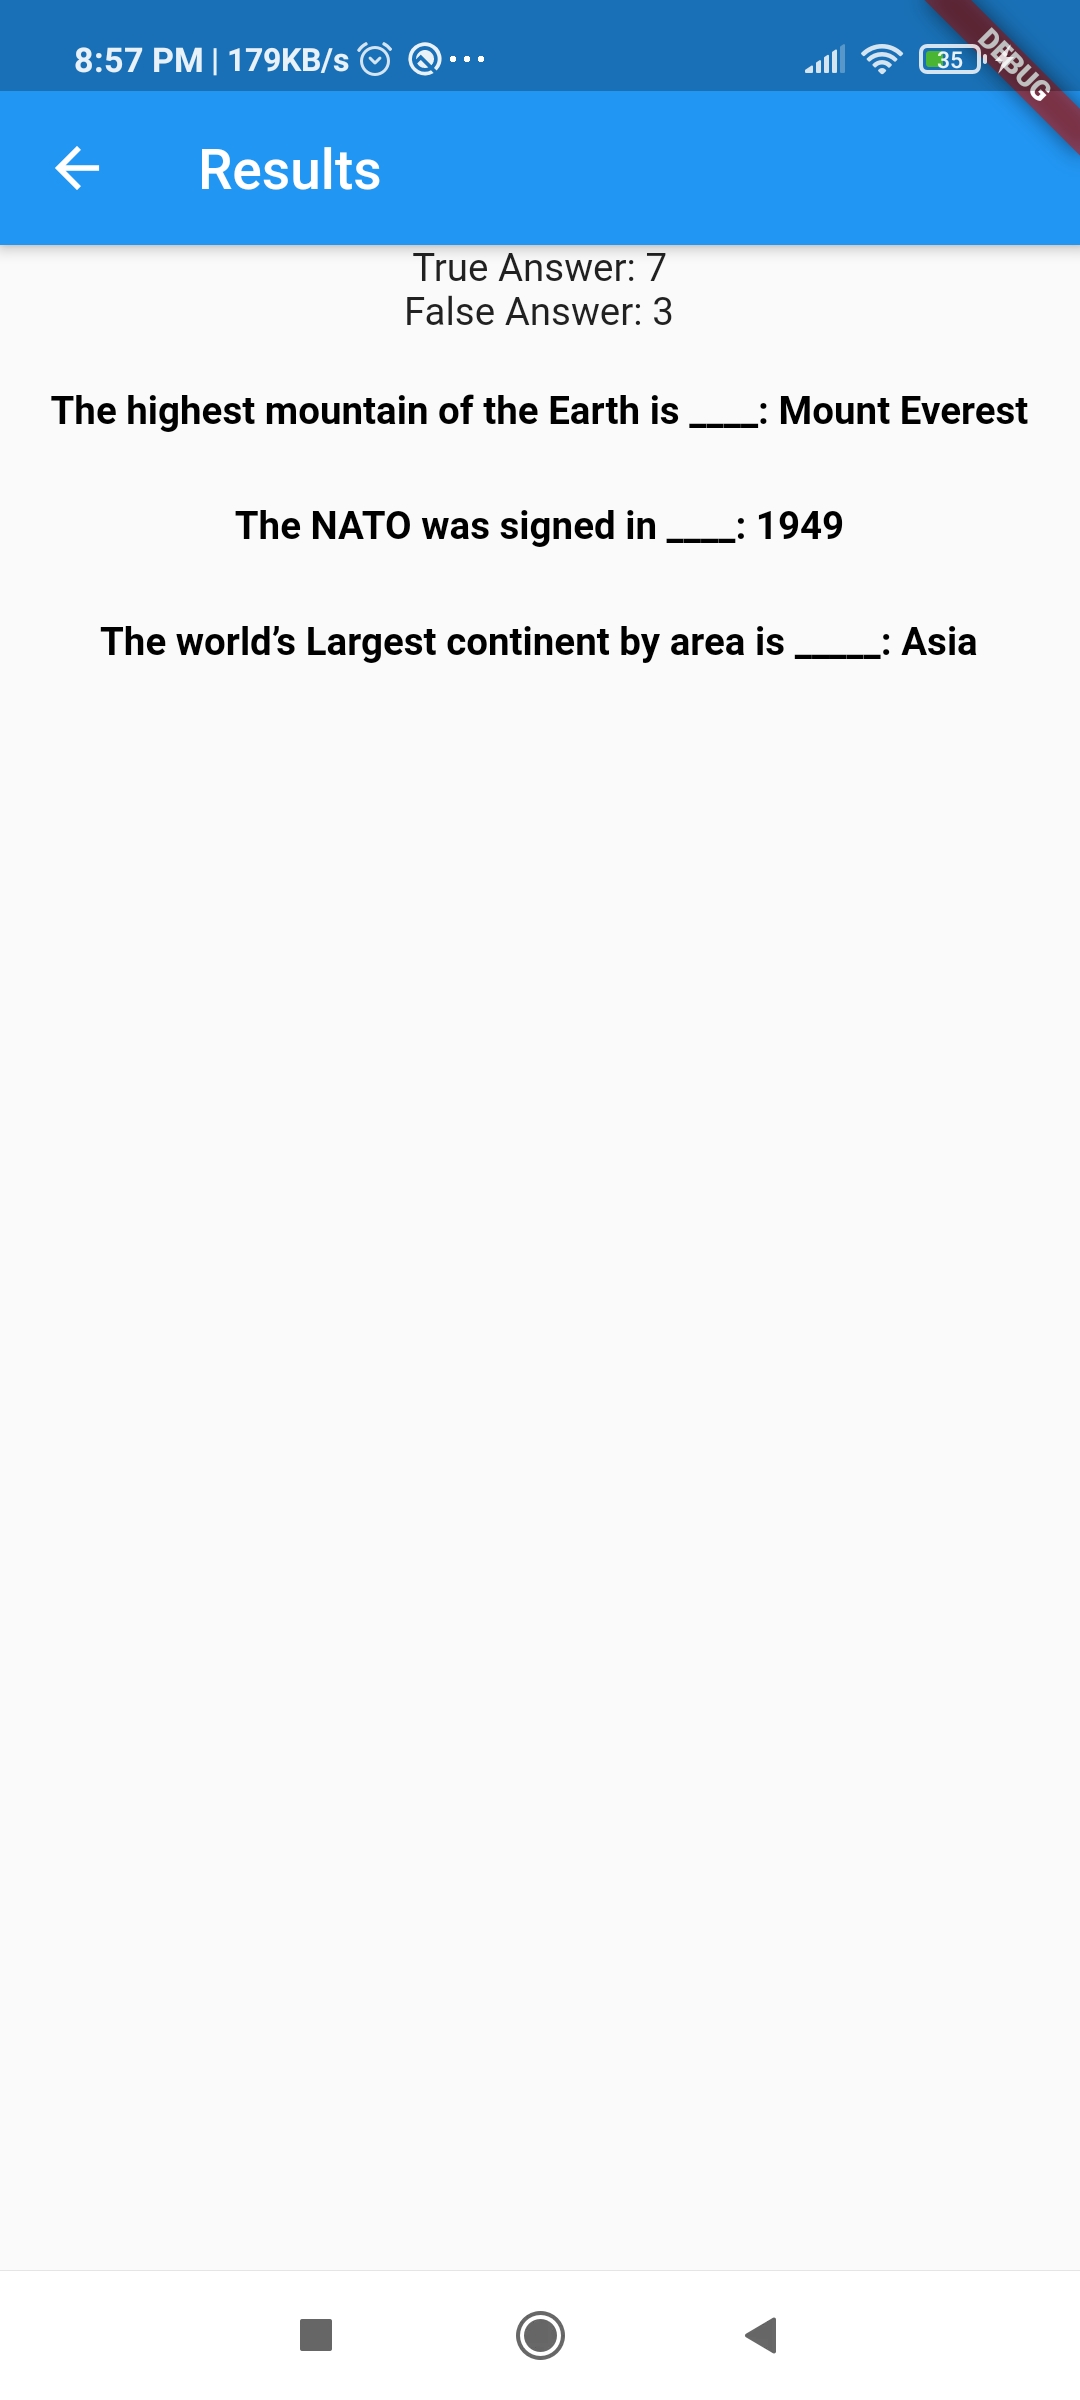 8:57 PM | 179KB/s
35
DEBUG
Results
True Answer: 7
False Answer: 3
The highest mountain of the Earth is ____: Mount Everest
The NATO was signed in ____: 1949
The world’s Largest continent by area is _____: Asia